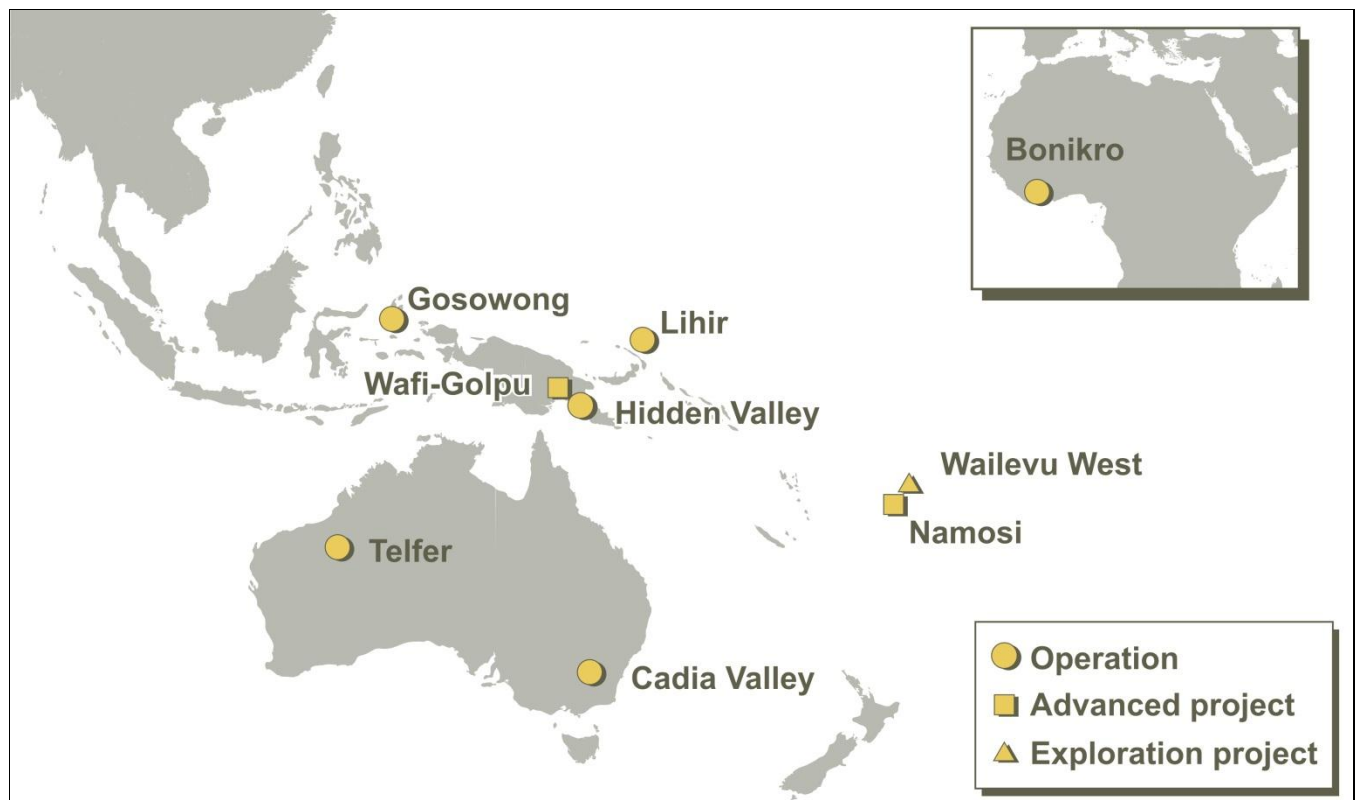 Bonikro
Gosowong
Lihir
Wafi-Golpu
Hidden Valley
Wailevu West
Namosi
Telfer
Cadia Valley
Operation
Advanced project
Exploration project